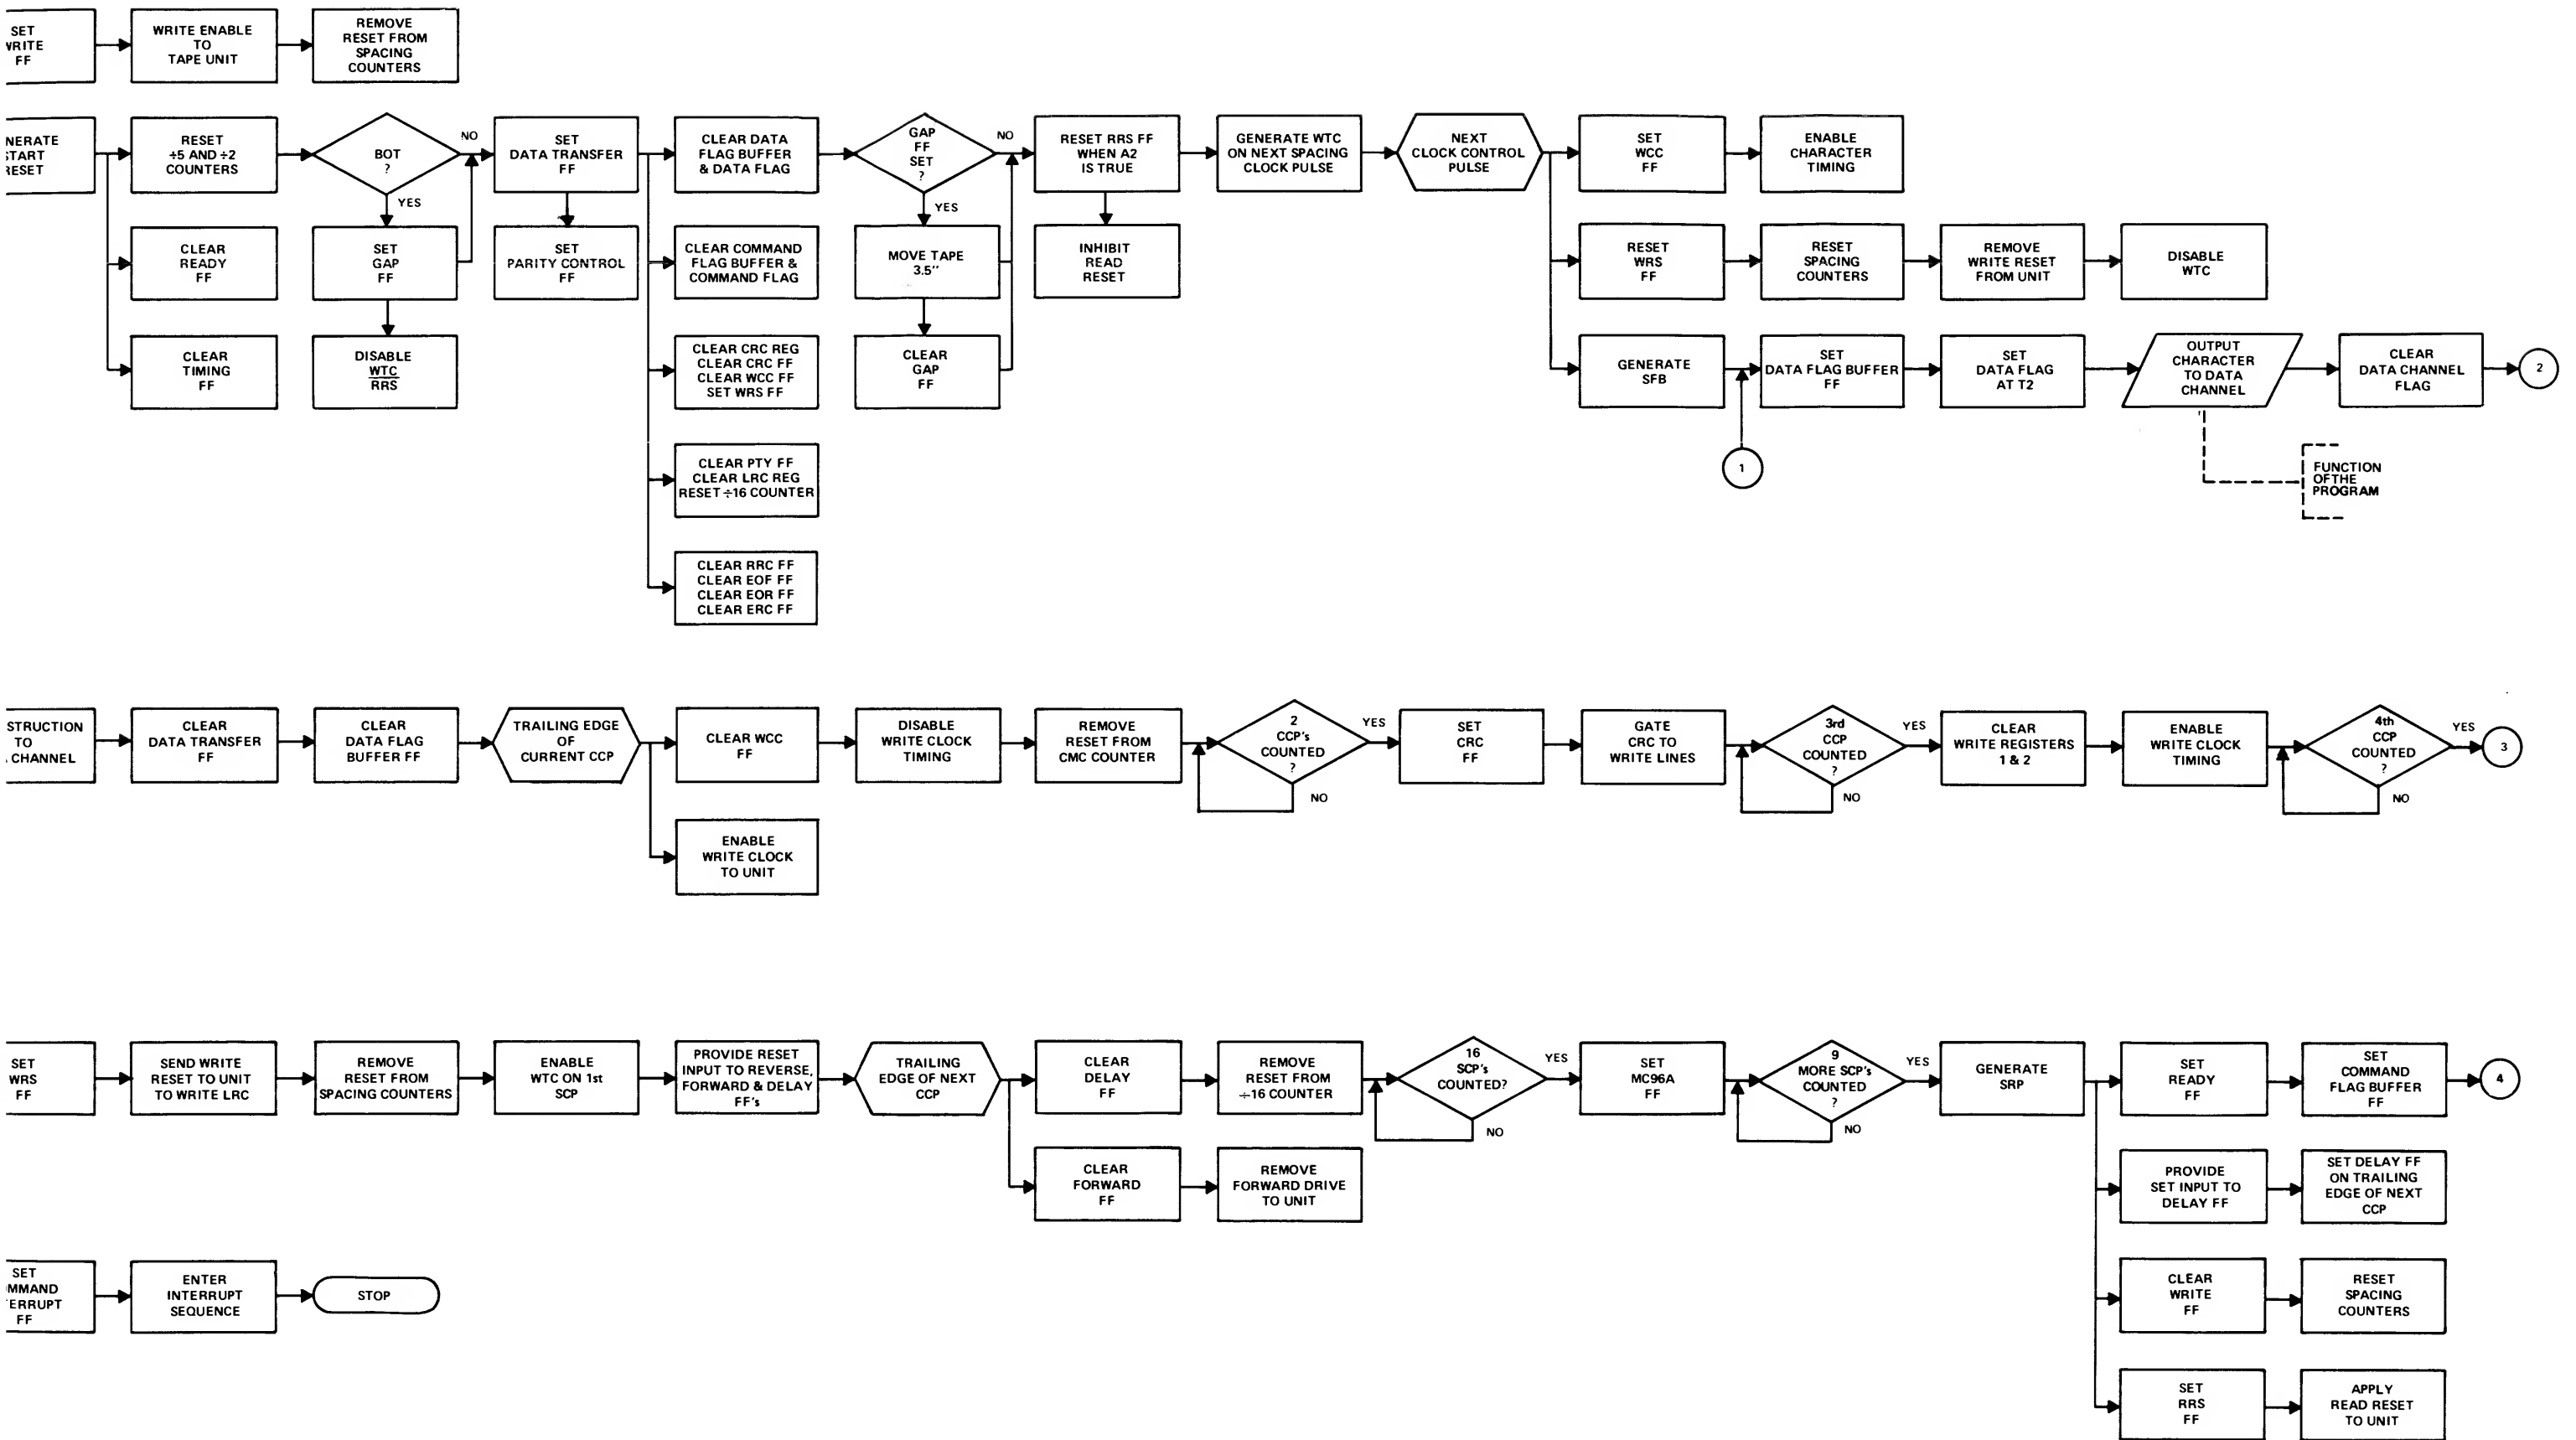 SET
WRITE
FF
WRITE ENABLE
TO
TAPE UNIT
REMOVE
RESET FROM
SPACING
COUNTERS
NERATE
START
RESET
RESET
÷5 AND ÷2
COUNTERS
BOT
?
NO
YES
SET
DATA TRANSFER
FF
CLEAR DATA
FLAG BUFFER
& DATA FLAG
GAP
FF
SET
?
NO
YES
RESET RRS FF
WHEN A2
IS TRUE
GENERATE WTC
ON NEXT SPACING
CLOCK PULSE
NEXT
CLOCK CONTROL
PULSE
SET
WCC
FF
ENABLE
CHARACTER
TIMING
CLEAR
READY
FF
SET
GAP
FF
SET
PARITY CONTROL
FF
CLEAR COMMAND
FLAG BUFFER &
COMMAND FLAG
MOVE TAPE
3.5"
INHIBIT
READ
RESET
RESET
WRS
FF
RESET
SPACING
COUNTERS
REMOVE
WRITE RESET
FROM UNIT
DISABLE
WTC
CLEAR
TIMING
FF
DISABLE
WTC
RRS
CLEAR CRC REG
CLEAR CRC FF
CLEAR WCC FF
SET WRS FF
CLEAR
GAP
FF
GENERATE
SFB
SET
DATA FLAG BUFFER
FF
SET
DATA FLAG
AT T2
OUTPUT
CHARACTER
TO DATA
CHANNEL
CLEAR
DATA CHANNEL
FLAG
2
1
FUNCTION
OF THE
PROGRAM
CLEAR PTY FF
CLEAR LRC REG
RESET ÷16 COUNTER
CLEAR RRC FF
CLEAR EOF FF
CLEAR EOR FF
CLEAR ERC FF
STRUCTION
TO
CHANNEL
CLEAR
DATA TRANSFER
FF
CLEAR
DATA FLAG
BUFFER FF
TRAILING EDGE
OF
CURRENT CCP
CLEAR WCC
FF
DISABLE
WRITE CLOCK
TIMING
REMOVE
RESET FROM
CMC COUNTER
2
CCP's
COUNTED
?
YES
NO
SET
CRC
FF
GATE
CRC TO
WRITE LINES
3rd
CCP
COUNTED
?
YES
NO
CLEAR
WRITE REGISTERS
1 & 2
ENABLE
WRITE CLOCK
TIMING
4th
CCP
COUNTED
?
YES
NO
3
ENABLE
WRITE CLOCK
TO UNIT
SET
WRS
FF
SEND WRITE
RESET TO UNIT
TO WRITE LRC
REMOVE
RESET FROM
SPACING COUNTERS
ENABLE
WTC ON 1st
SCP
PROVIDE RESET
INPUT TO REVERSE,
FORWARD & DELAY
FF's
TRAILING
EDGE OF NEXT
CCP
CLEAR
DELAY
FF
REMOVE
RESET FROM
÷16 COUNTER
16
SCP's
COUNTED?
YES
NO
SET
MC96A
FF
9
MORE SCP's
COUNTED
?
YES
NO
GENERATE
SRP
SET
READY
FF
SET
COMMAND
FLAG BUFFER
FF
4
CLEAR
FORWARD
FF
REMOVE
FORWARD DRIVE
TO UNIT
PROVIDE
SET INPUT TO
DELAY FF
SET DELAY FF
ON TRAILING
EDGE OF NEXT
CCP
SET
MMAND
ERRUPT
FF
ENTER
INTERRUPT
SEQUENCE
STOP
CLEAR
WRITE
FF
RESET
SPACING
COUNTERS
SET
RRS
FF
APPLY
READ RESET
TO UNIT